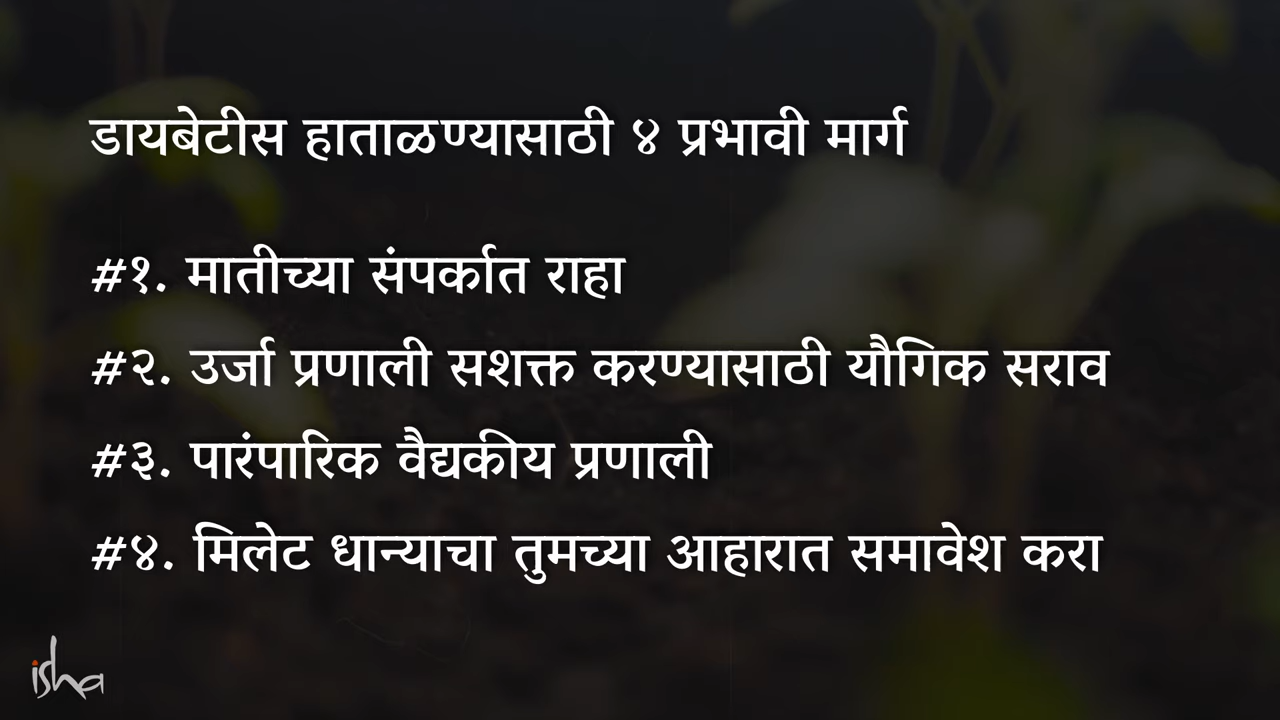 डायबेटीस हाताळण्यासाठी ४ प्रभावी मार्ग
#१. मातीच्या संपर्कात राहा
#२. उर्जा प्रणाली सशक्त करण्यासाठी यौगिक सराव
#३. पारंपारिक वैद्यकीय प्रणाली
#४. मिलेट धान्याचा तुमच्या आहारात समावेश करा
isha